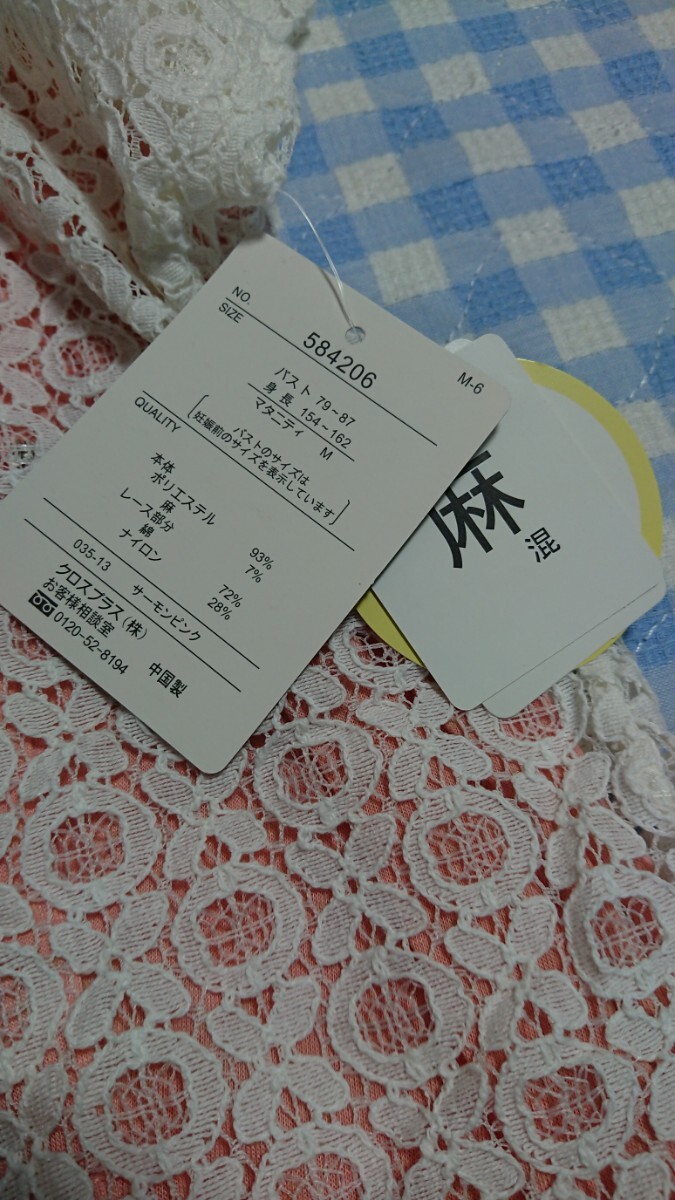 NO. 584206 M-6
SIZE
バスト 79~87
身長 154~162
マタニティ M
バストのサイズは
妊娠前のサイズを表示しています
QUALITY
本体
ポリエステル 93%
麻 7%
レース部分
綿 72%
ナイロン 28%
035-13 サーモンピンク
クロスプラス(株)
お客様相談室
0120-52-8194 中国製
麻
混